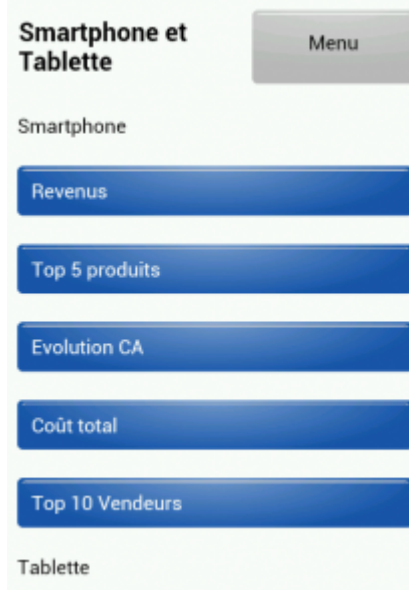 Smartphone et
Tablette
Menu
Smartphone
Revenus
Top 5 produits
Evolution CA
Coût total
Top 10 Vendeurs
Tablette